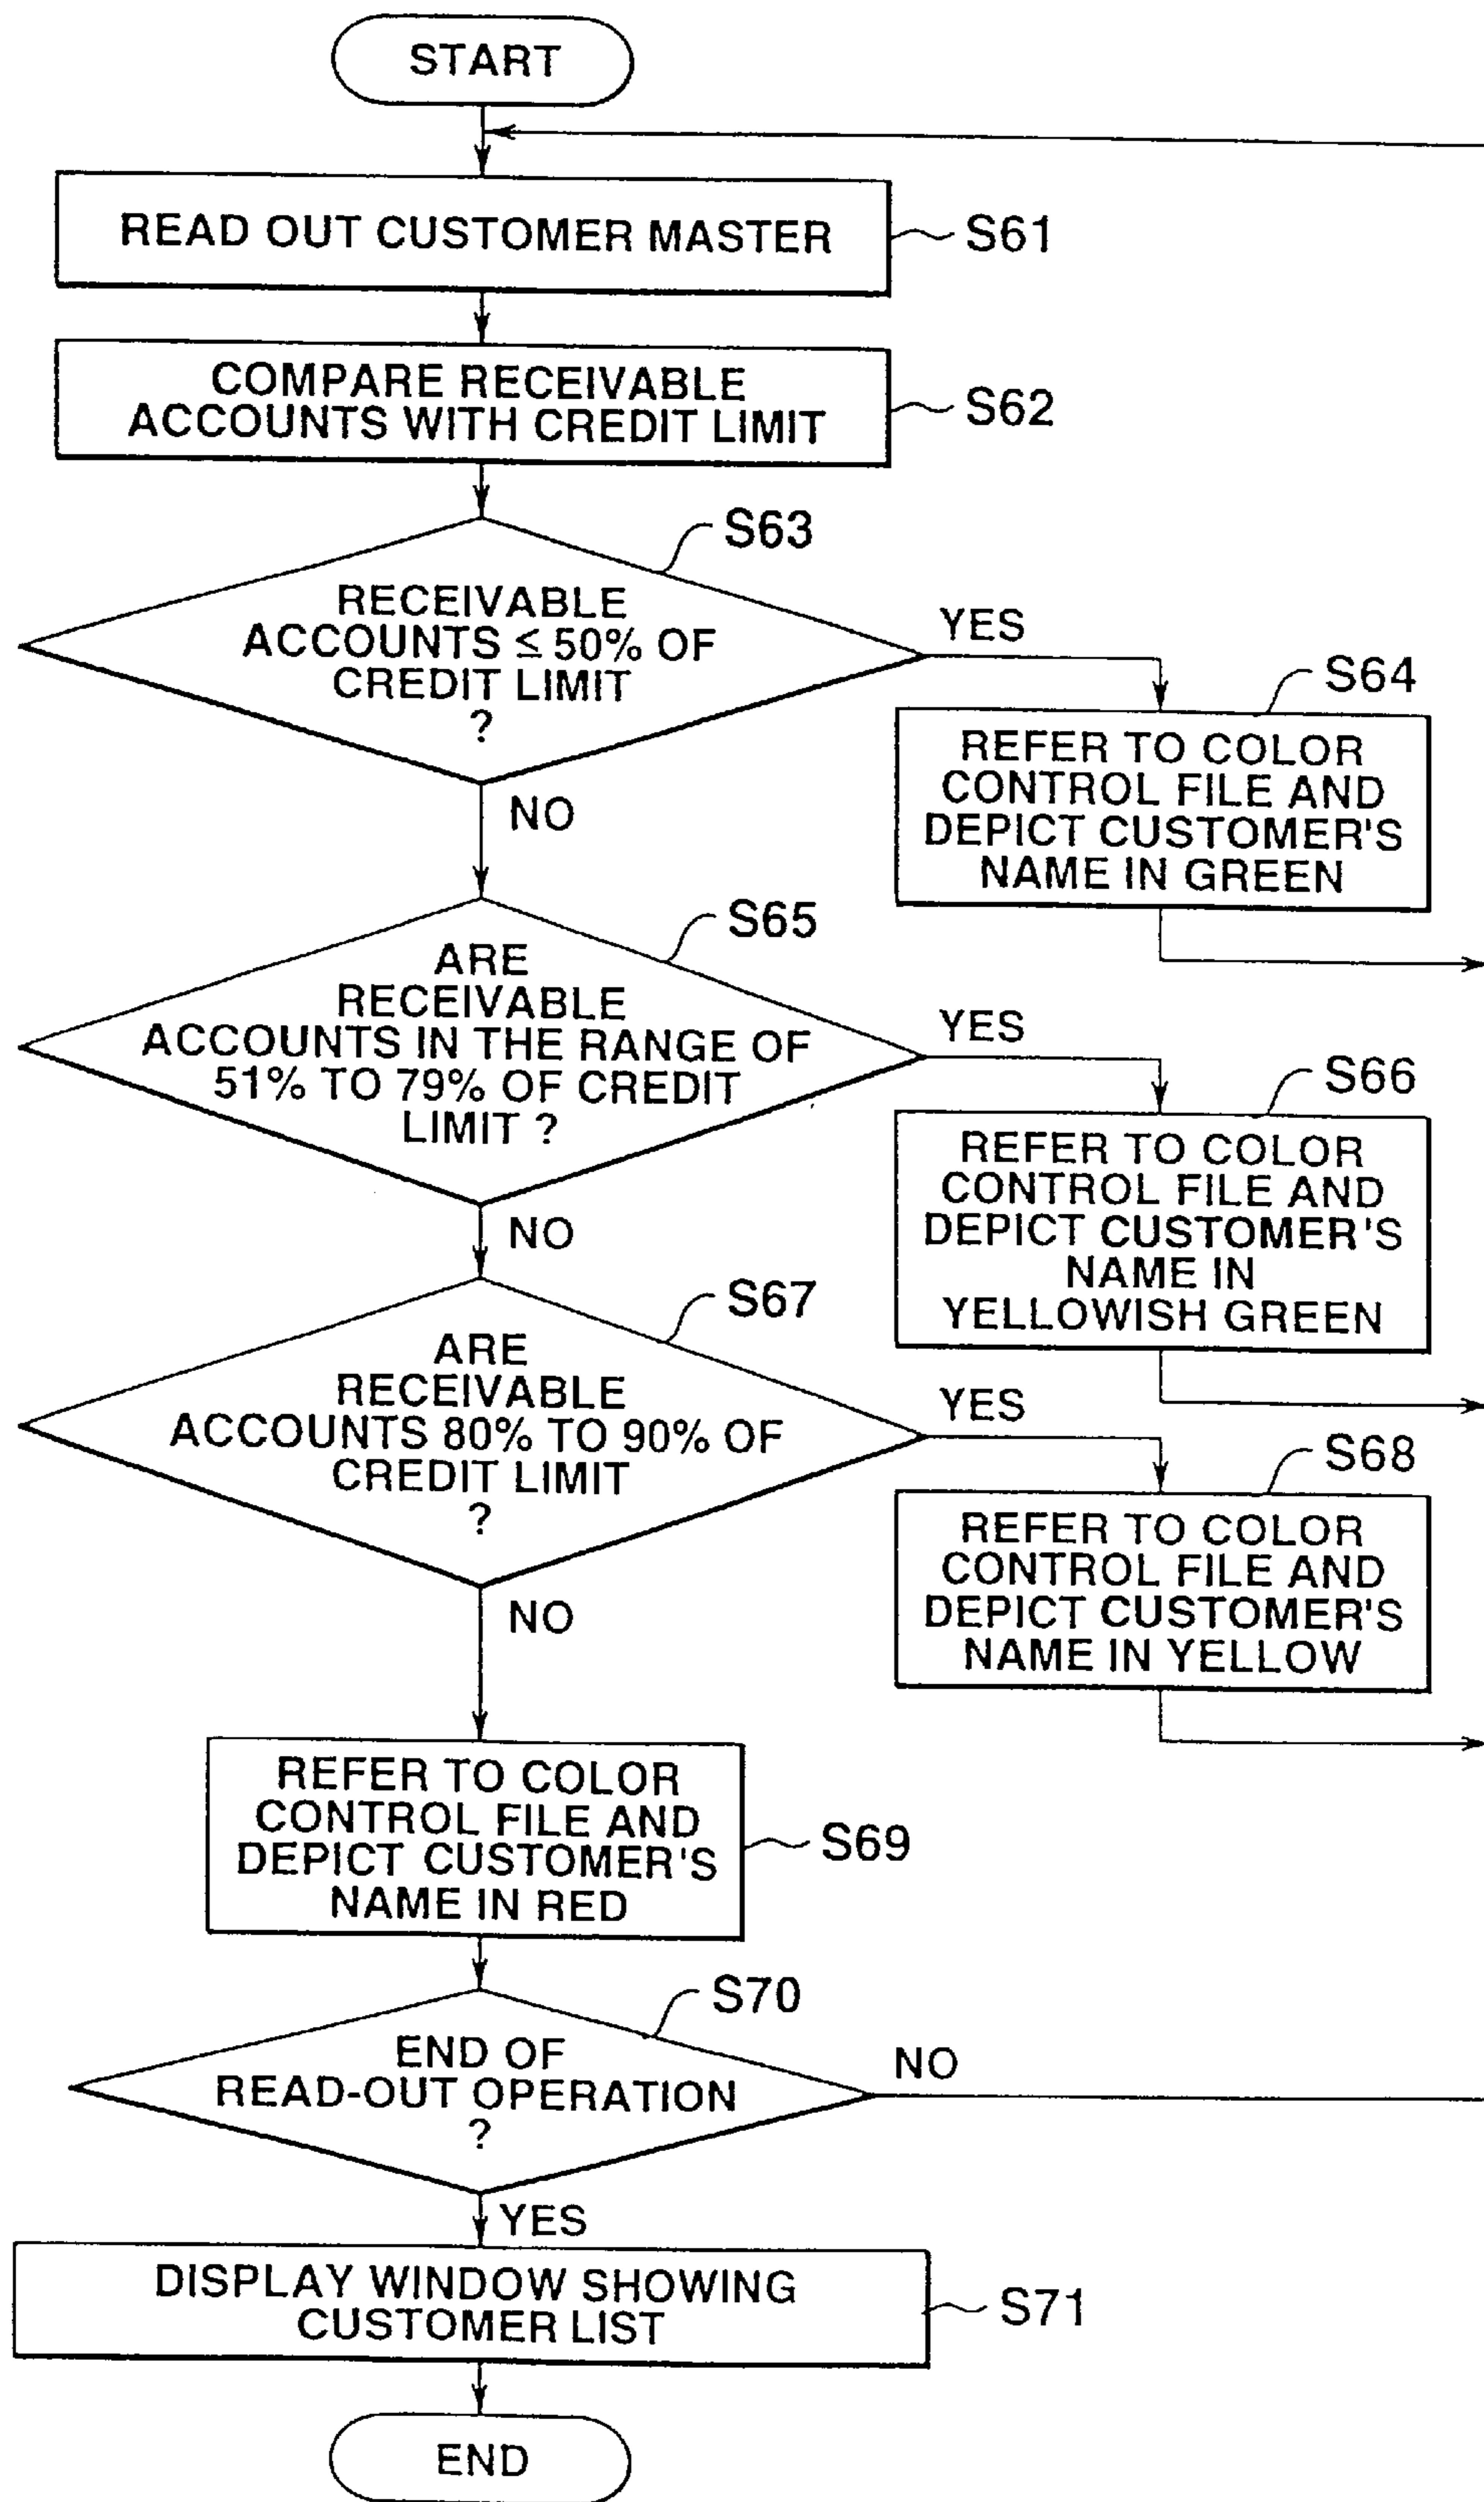 START
READ OUT CUSTOMER MASTER
S61
COMPARE RECEIVABLE
ACCOUNTS WITH CREDIT LIMIT
S62
S63
RECEIVABLE
ACCOUNTS ≤ 50% OF
CREDIT LIMIT
?
YES
NO
S64
REFER TO COLOR
CONTROL FILE AND
DEPICT CUSTOMER'S
NAME IN GREEN
S65
ARE
RECEIVABLE
ACCOUNTS IN THE RANGE OF
51% TO 79% OF CREDIT
LIMIT ?
YES
NO
S66
REFER TO COLOR
CONTROL FILE AND
DEPICT CUSTOMER'S
NAME IN
YELLOWISH GREEN
S67
ARE
RECEIVABLE
ACCOUNTS 80% TO 90% OF
CREDIT LIMIT
?
YES
NO
S68
REFER TO COLOR
CONTROL FILE AND
DEPICT CUSTOMER'S
NAME IN YELLOW
REFER TO COLOR
CONTROL FILE AND
DEPICT CUSTOMER'S
NAME IN RED
S69
S70
END OF
READ-OUT OPERATION
?
NO
YES
DISPLAY WINDOW SHOWING
CUSTOMER LIST
S71
END